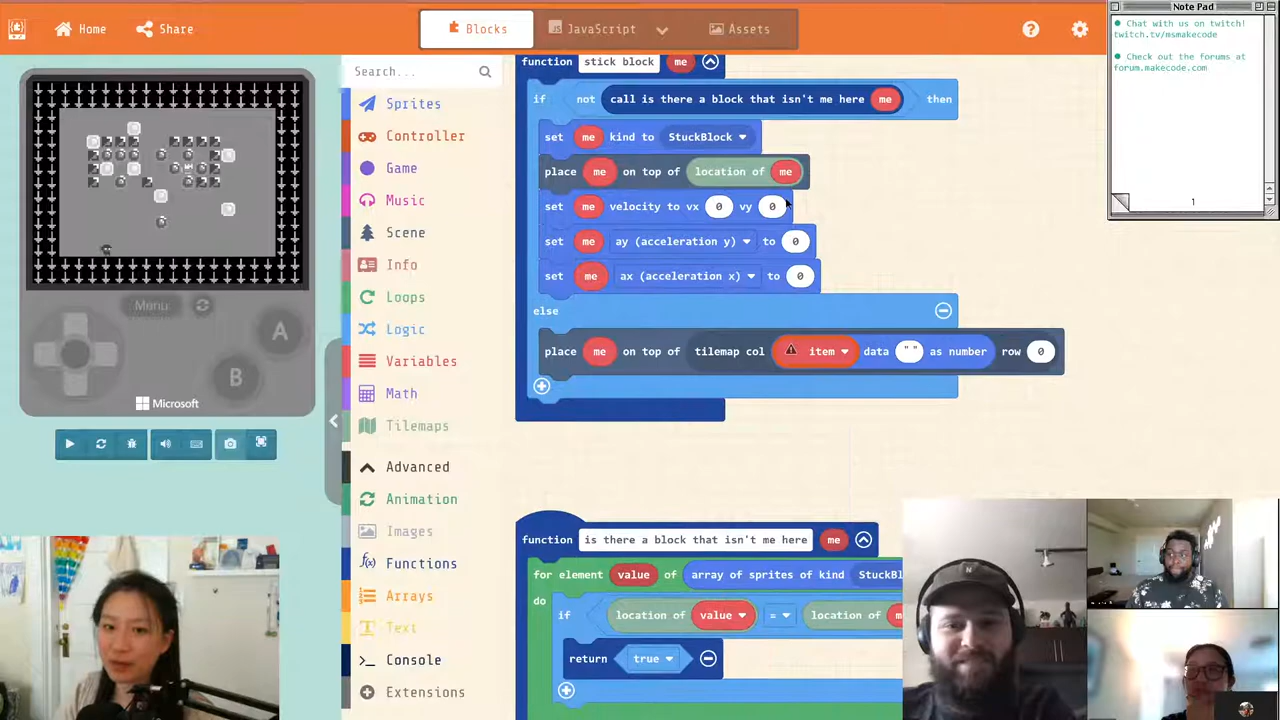 Home
Share
Blocks
JavaScript
Assets
Note Pad
● Chat with us on twitch!
twitch.tv/msmakecode
● Check out the forums at
forum.makecode.com
1
Menu
A
B
Microsoft
Search...
Sprites
Controller
Game
Music
Scene
Info
Loops
Logic
Variables
Math
Tilemaps
Advanced
Animation
Images
Functions
Arrays
Text
Console
Extensions
function stick block me
if not call is there a block that isn't me here me then
set me kind to StuckBlock
place me on top of location of me
set me velocity to vx 0 vy 0
set me ay (acceleration y) to 0
set me ax (acceleration x) to 0
else
place me on top of tilemap col item data " " as number row 0
function is there a block that isn't me here me
for element value of array of sprites of kind StuckBl
do
if location of value = location of
return true